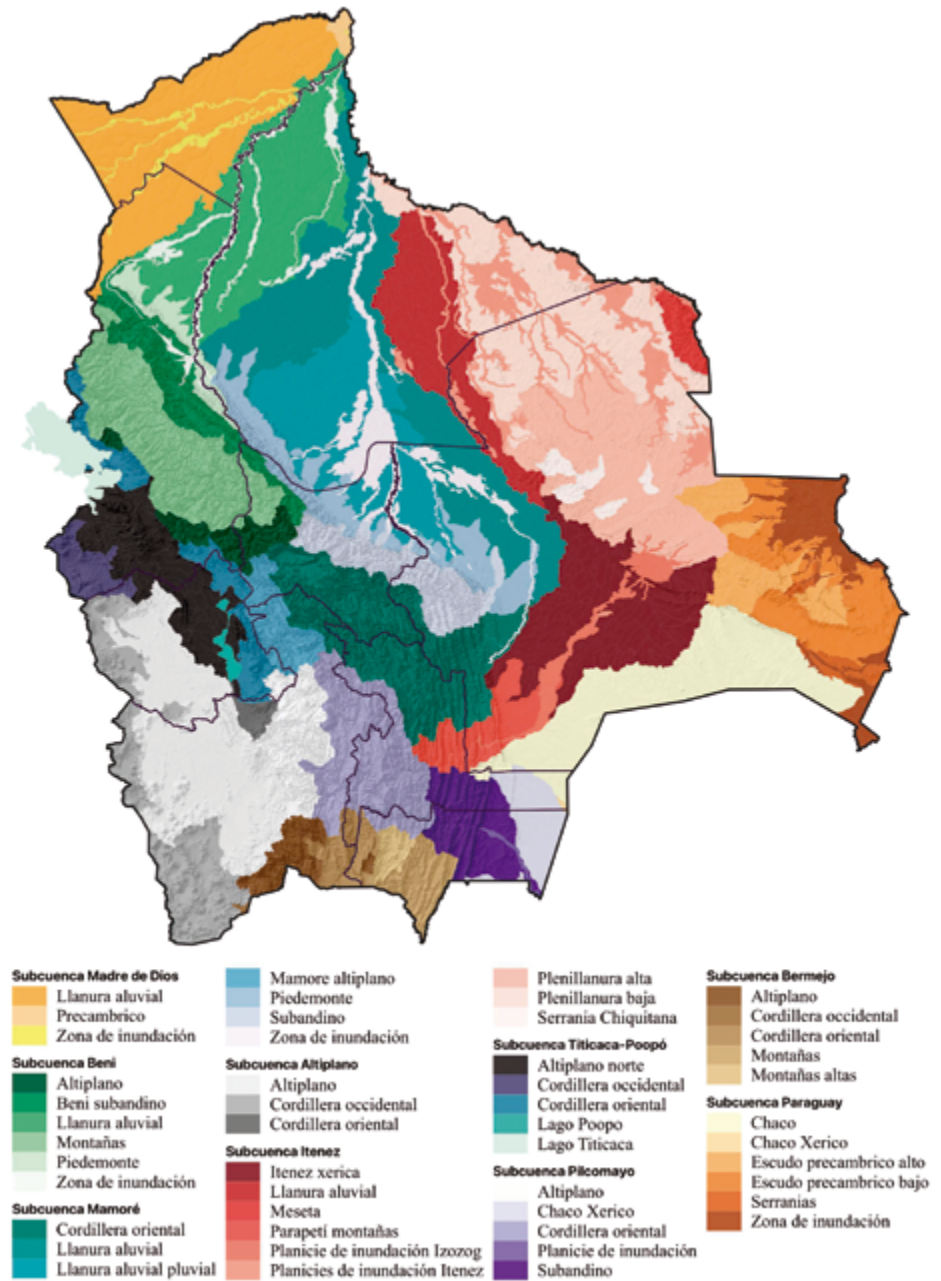 Subcuenca Madre de Dios
Llanura aluvial
Precambrico
Zona de inundación
Subcuenca Beni
Altiplano
Beni subandino
Llanura aluvial
Montañas
Piedemonte
Zona de inundación
Subcuenca Mamoré
Cordillera oriental
Llanura aluvial
Llanura aluvial pluvial
Mamore altiplano
Piedemonte
Subandino
Zona de inundación
Subcuenca Altiplano
Altiplano
Cordillera occidental
Cordillera oriental
Subcuenca Itenez
Itenez xerica
Llanura aluvial
Meseta
Parapetí montañas
Planicie de inundación Izozog
Planicies de inundación Itenez
Plenillanura alta
Plenillanura baja
Serrania Chiquitana
Subcuenca Titicaca-Poopó
Altiplano norte
Cordillera occidental
Cordillera oriental
Lago Poopo
Lago Titicaca
Subcuenca Pilcomayo
Altiplano
Chaco Xerico
Cordillera oriental
Planicie de inundación
Subandino
Subcuenca Bermejo
Altiplano
Cordillera occidental
Cordillera oriental
Montañas
Montañas altas
Subcuenca Paraguay
Chaco
Chaco Xerico
Escudo precambrico alto
Escudo precambrico bajo
Serranias
Zona de inundación